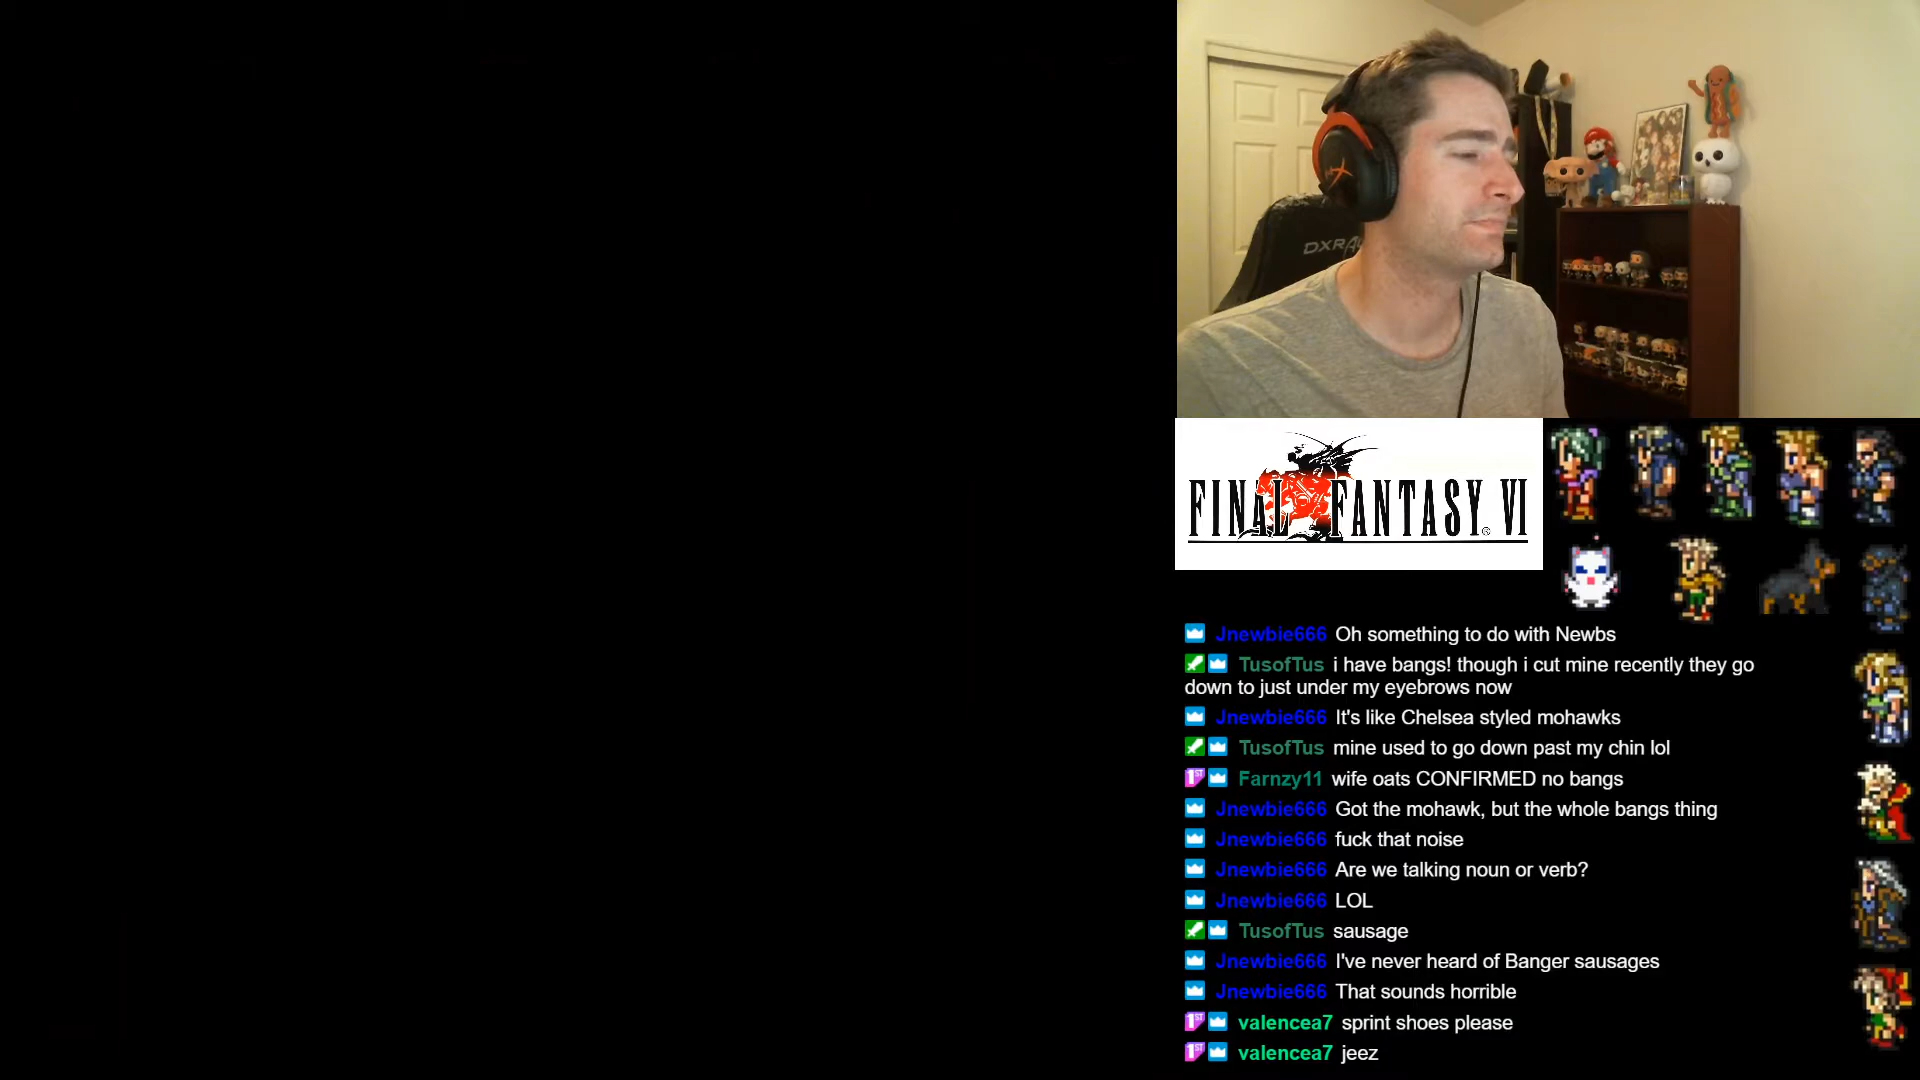 DXRA
FINAL FANTASY® VI
Jnewbie666 Oh something to do with Newbs
1ST TusofTus i have bangs! though i cut mine recently they go
down to just under my eyebrows now
Jnewbie666 It's like Chelsea styled mohawks
TusofTus mine used to go down past my chin lol
1ST Farnzy11 wife oats CONFIRMED no bangs
Jnewbie666 Got the mohawk, but the whole bangs thing
Jnewbie666 fuck that noise
Jnewbie666 Are we talking noun or verb?
Jnewbie666 LOL
TusofTus sausage
Jnewbie666 I've never heard of Banger sausages
Jnewbie666 That sounds horrible
1ST valencea7 sprint shoes please
1ST valencea7 jeez